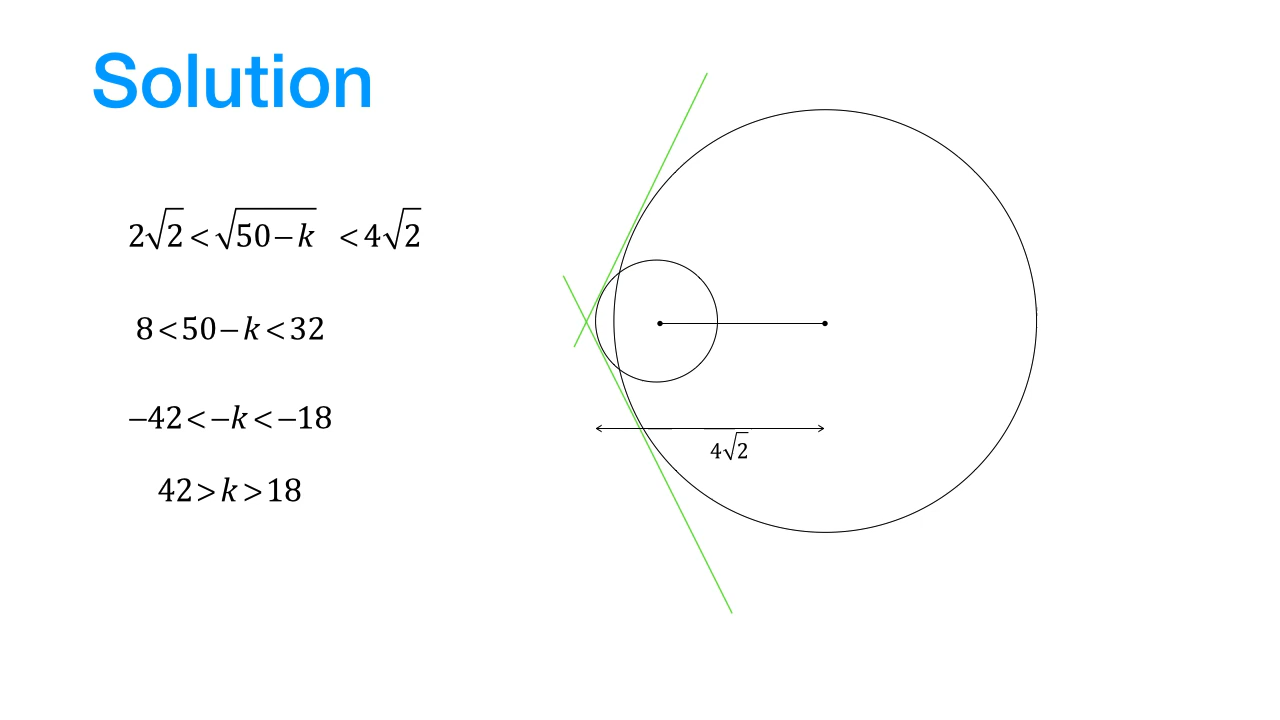 Solution
2√2 < √(50−k) < 4√2
8 < 50−k < 32
−42 < −k < −18
42 > k > 18
4√2